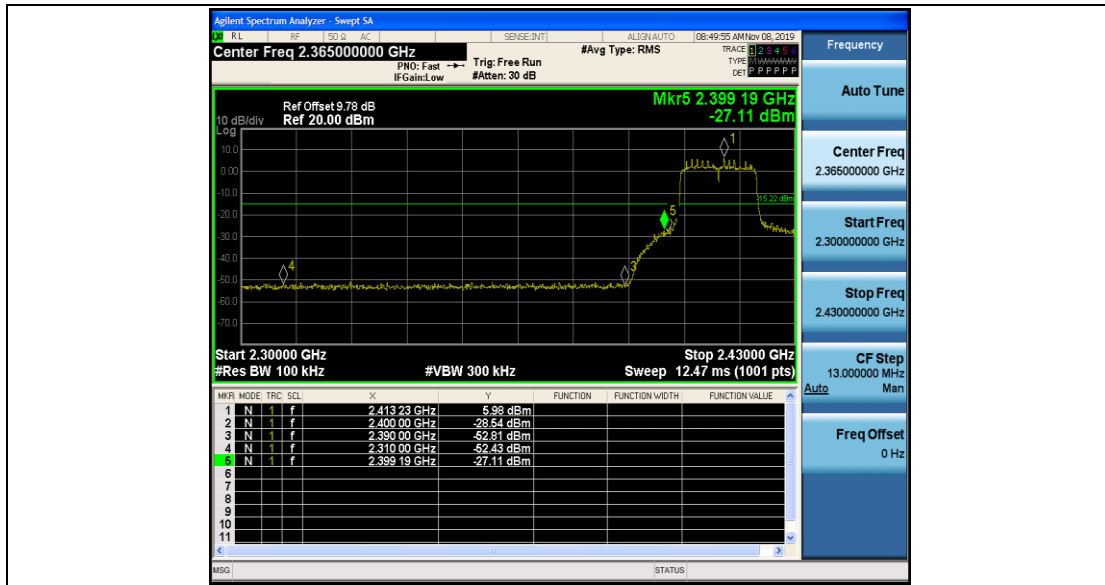 Agilent Spectrum Analyzer - Swept SA
RL RF 50 Ω AC SENSE:INT ALIGNAUTO 08:49:55 AM Nov 08, 2019
Center Freq 2.365000000 GHz
PNO: Fast
IFGain:Low
Trig: Free Run
#Atten: 30 dB
#Avg Type: RMS
TRACE 1 2 3 4 5 6
TYPE M
DET P P P P P P
Ref Offset 9.78 dB
10 dB/div Ref 20.00 dBm
Log
Mkr5 2.399 19 GHz
-27.11 dBm
10.0
0.00
-10.0
-20.0
-30.0
-40.0
-50.0
-60.0
-70.0
1
-15.22 dBm
5
3
4
Start 2.30000 GHz Stop 2.43000 GHz
#Res BW 100 kHz #VBW 300 kHz Sweep 12.47 ms (1001 pts)
MKR MODE TRC SCL X Y FUNCTION FUNCTION WIDTH FUNCTION VALUE
1 N 1 f 2.413 23 GHz 5.98 dBm
2 N 1 f 2.400 00 GHz -28.54 dBm
3 N 1 f 2.390 00 GHz -52.81 dBm
4 N 1 f 2.310 00 GHz -52.43 dBm
5 N 1 f 2.399 19 GHz -27.11 dBm
6
7
8
9
10
11
MSG STATUS
Frequency
Auto Tune
Center Freq
2.365000000 GHz
Start Freq
2.300000000 GHz
Stop Freq
2.430000000 GHz
CF Step
13.000000 MHz
Auto Man
Freq Offset
0 Hz